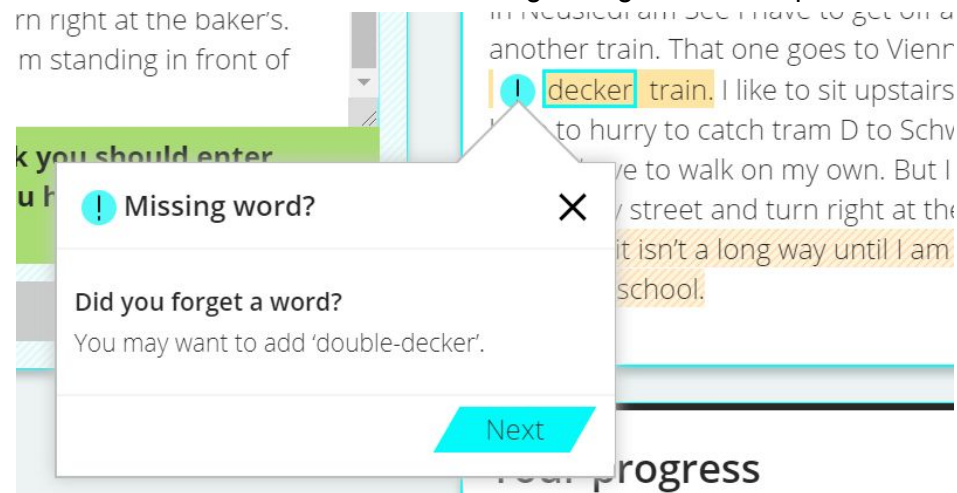 rn right at the baker's.
m standing in front of
k you should enter
u
another train. That one goes to Vienn
! decker train. I like to sit upstairs
to hurry to catch tram D to Schw
ve to walk on my own. But I
street and turn right at the
it isn't a long way until I am
school.
! Missing word?
Did you forget a word?
You may want to add 'double-decker'.
Next
progress